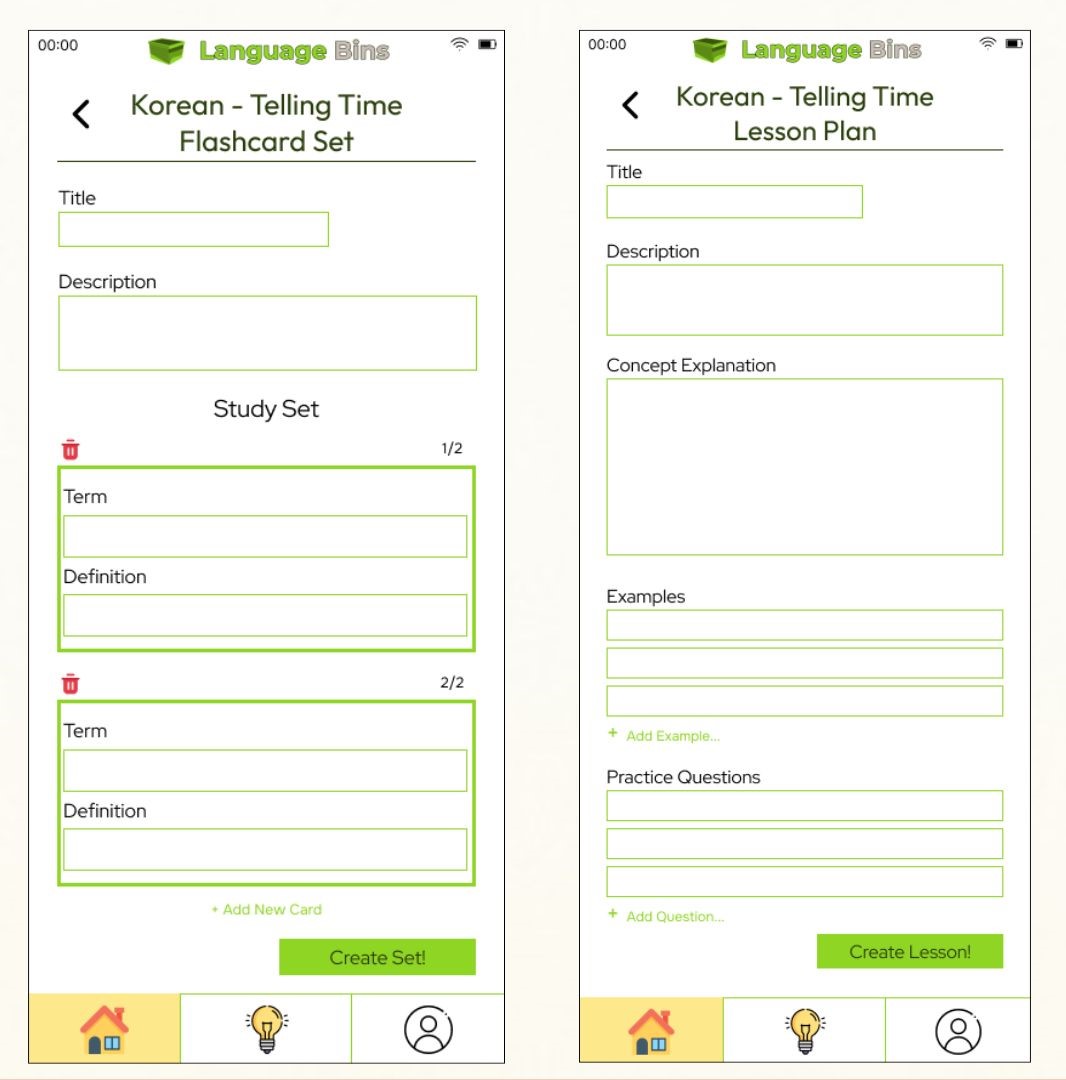 00:00
Language Bins
Korean - Telling Time
Flashcard Set
Title
Description
Study Set
1/2
Term
Definition
2/2
Term
Definition
+ Add New Card
Create Set!
00:00
Language Bins
Korean - Telling Time
Lesson Plan
Title
Description
Concept Explanation
Examples
+ Add Example...
Practice Questions
+ Add Question...
Create Lesson!